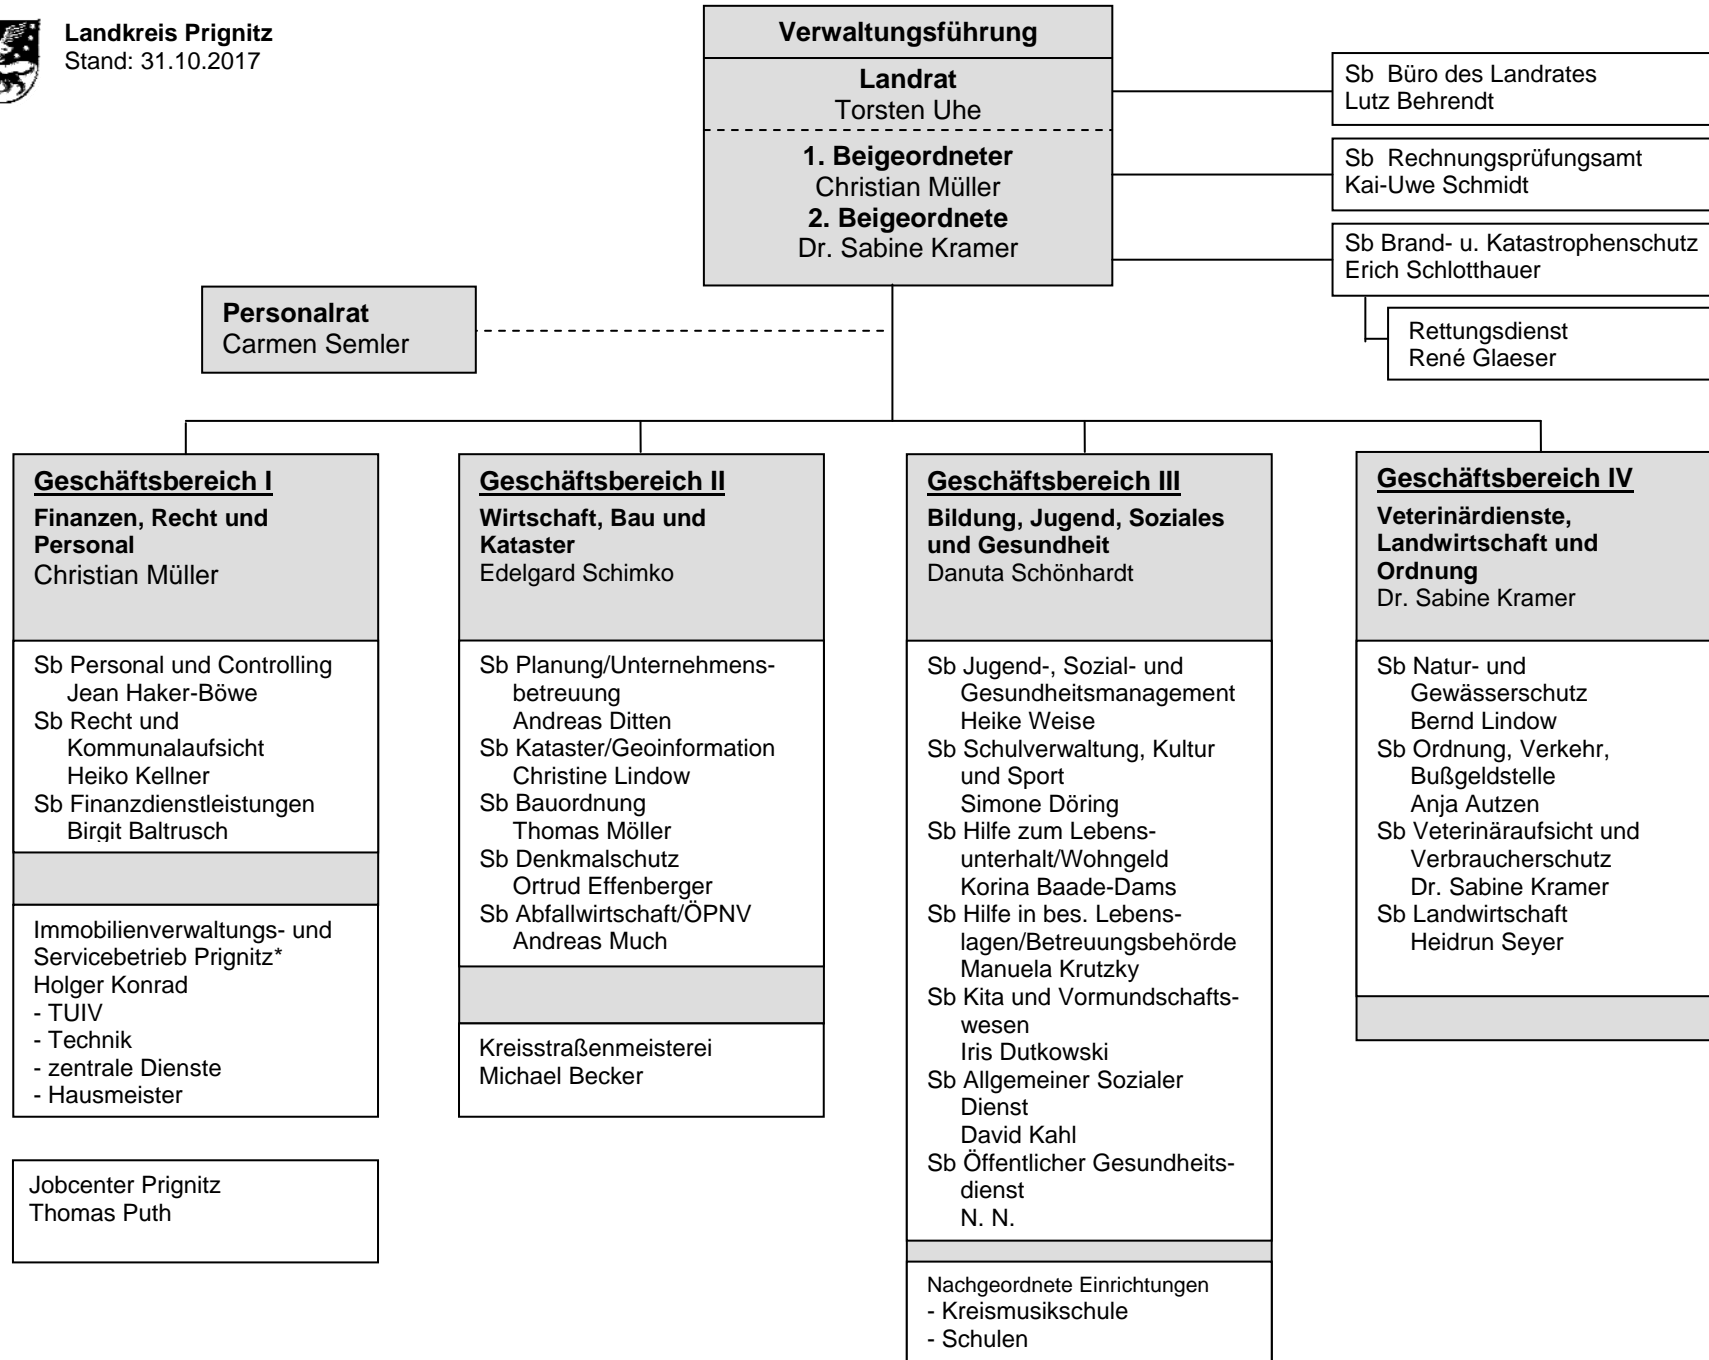 Landkreis Prignitz
Stand: 31.10.2017
Verwaltungsführung
Landrat
Torsten Uhe
1. Beigeordneter
Christian Müller
2. Beigeordnete
Dr. Sabine Kramer
Sb  Büro des Landrates
Lutz Behrendt
Sb  Rechnungsprüfungsamt
Kai-Uwe Schmidt
Sb Brand- u. Katastrophenschutz
Erich Schlotthauer
Rettungsdienst
René Glaeser
Personalrat
Carmen Semler
Geschäftsbereich I
Finanzen, Recht und
Personal
Christian Müller
Sb Personal und Controlling
Jean Haker-Böwe
Sb Recht und
Kommunalaufsicht
Heiko Kellner
Sb Finanzdienstleistungen
Birgit Baltrusch
Immobilienverwaltungs- und
Servicebetrieb Prignitz*
Holger Konrad
- TUIV
- Technik
- zentrale Dienste
- Hausmeister
Jobcenter Prignitz
Thomas Puth
Geschäftsbereich II
Wirtschaft, Bau und
Kataster
Edelgard Schimko
Sb Planung/Unternehmens-
betreuung
Andreas Ditten
Sb Kataster/Geoinformation
Christine Lindow
Sb Bauordnung
Thomas Möller
Sb Denkmalschutz
Ortrud Effenberger
Sb Abfallwirtschaft/ÖPNV
Andreas Much
Kreisstraßenmeisterei
Michael Becker
Geschäftsbereich III
Bildung, Jugend, Soziales
und Gesundheit
Danuta Schönhardt
Sb Jugend-, Sozial- und
Gesundheitsmanagement
Heike Weise
Sb Schulverwaltung, Kultur
und Sport
Simone Döring
Sb Hilfe zum Lebens-
unterhalt/Wohngeld
Korina Baade-Dams
Sb Hilfe in bes. Lebens-
lagen/Betreuungsbehörde
Manuela Krutzky
Sb Kita und Vormundschafts-
wesen
Iris Dutkowski
Sb Allgemeiner Sozialer
Dienst
David Kahl
Sb Öffentlicher Gesundheits-
dienst
N. N.
Nachgeordnete Einrichtungen
- Kreismusikschule
- Schulen
Geschäftsbereich IV
Veterinärdienste,
Landwirtschaft und
Ordnung
Dr. Sabine Kramer
Sb Natur- und
Gewässerschutz
Bernd Lindow
Sb Ordnung, Verkehr,
Bußgeldstelle
Anja Autzen
Sb Veterinäraufsicht und
Verbraucherschutz
Dr. Sabine Kramer
Sb Landwirtschaft
Heidrun Seyer